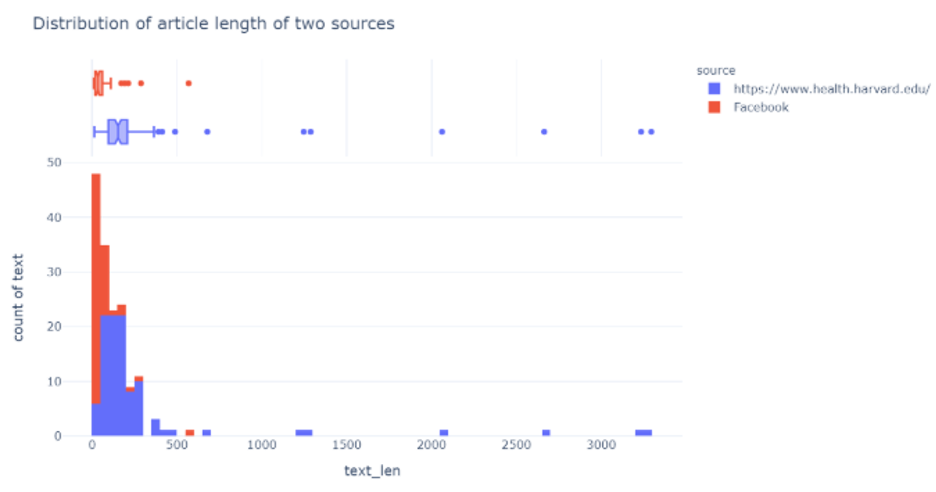 Distribution of article length of two sources
source
https://www.health.harvard.edu/
Facebook
50
40
30
20
10
0
count of text
0 500 1000 1500 2000 2500 3000
text_len